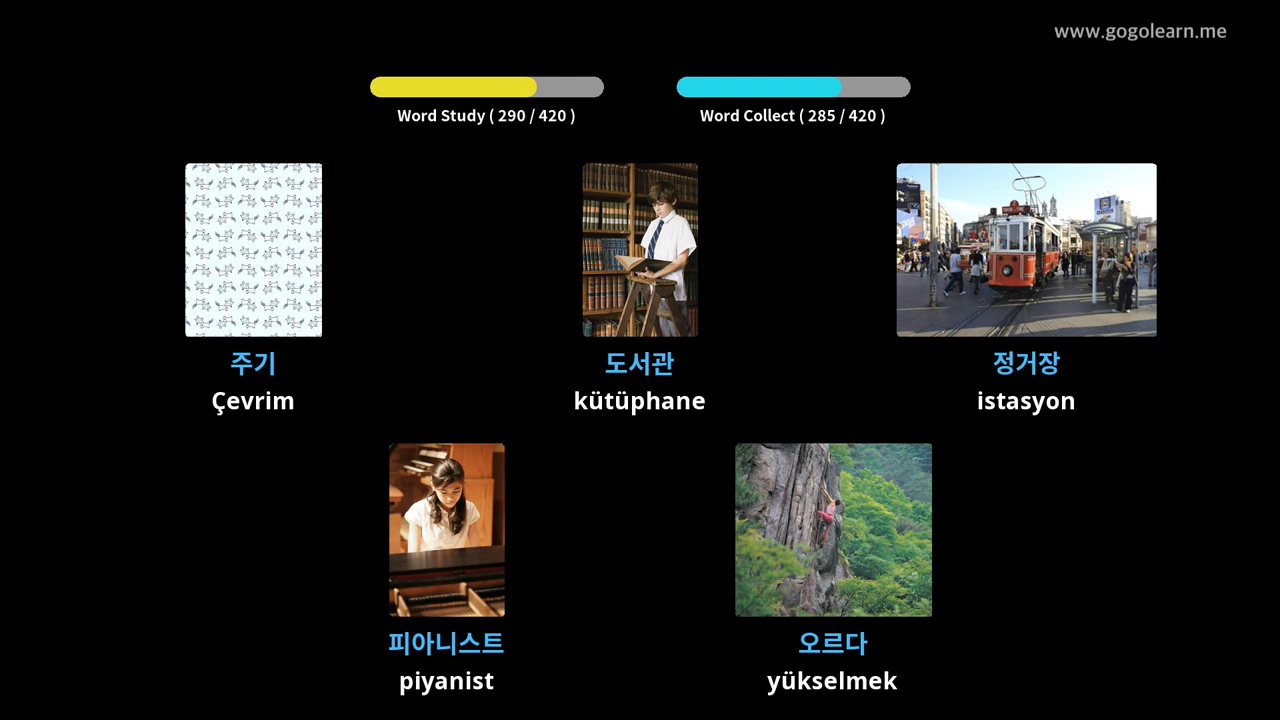 www.gogolearn.me
Word Study ( 290 / 420 )
Word Collect ( 285 / 420 )
주기
Çevrim
도서관
kütüphane
정거장
istasyon
피아니스트
piyanist
오르다
yükselmek